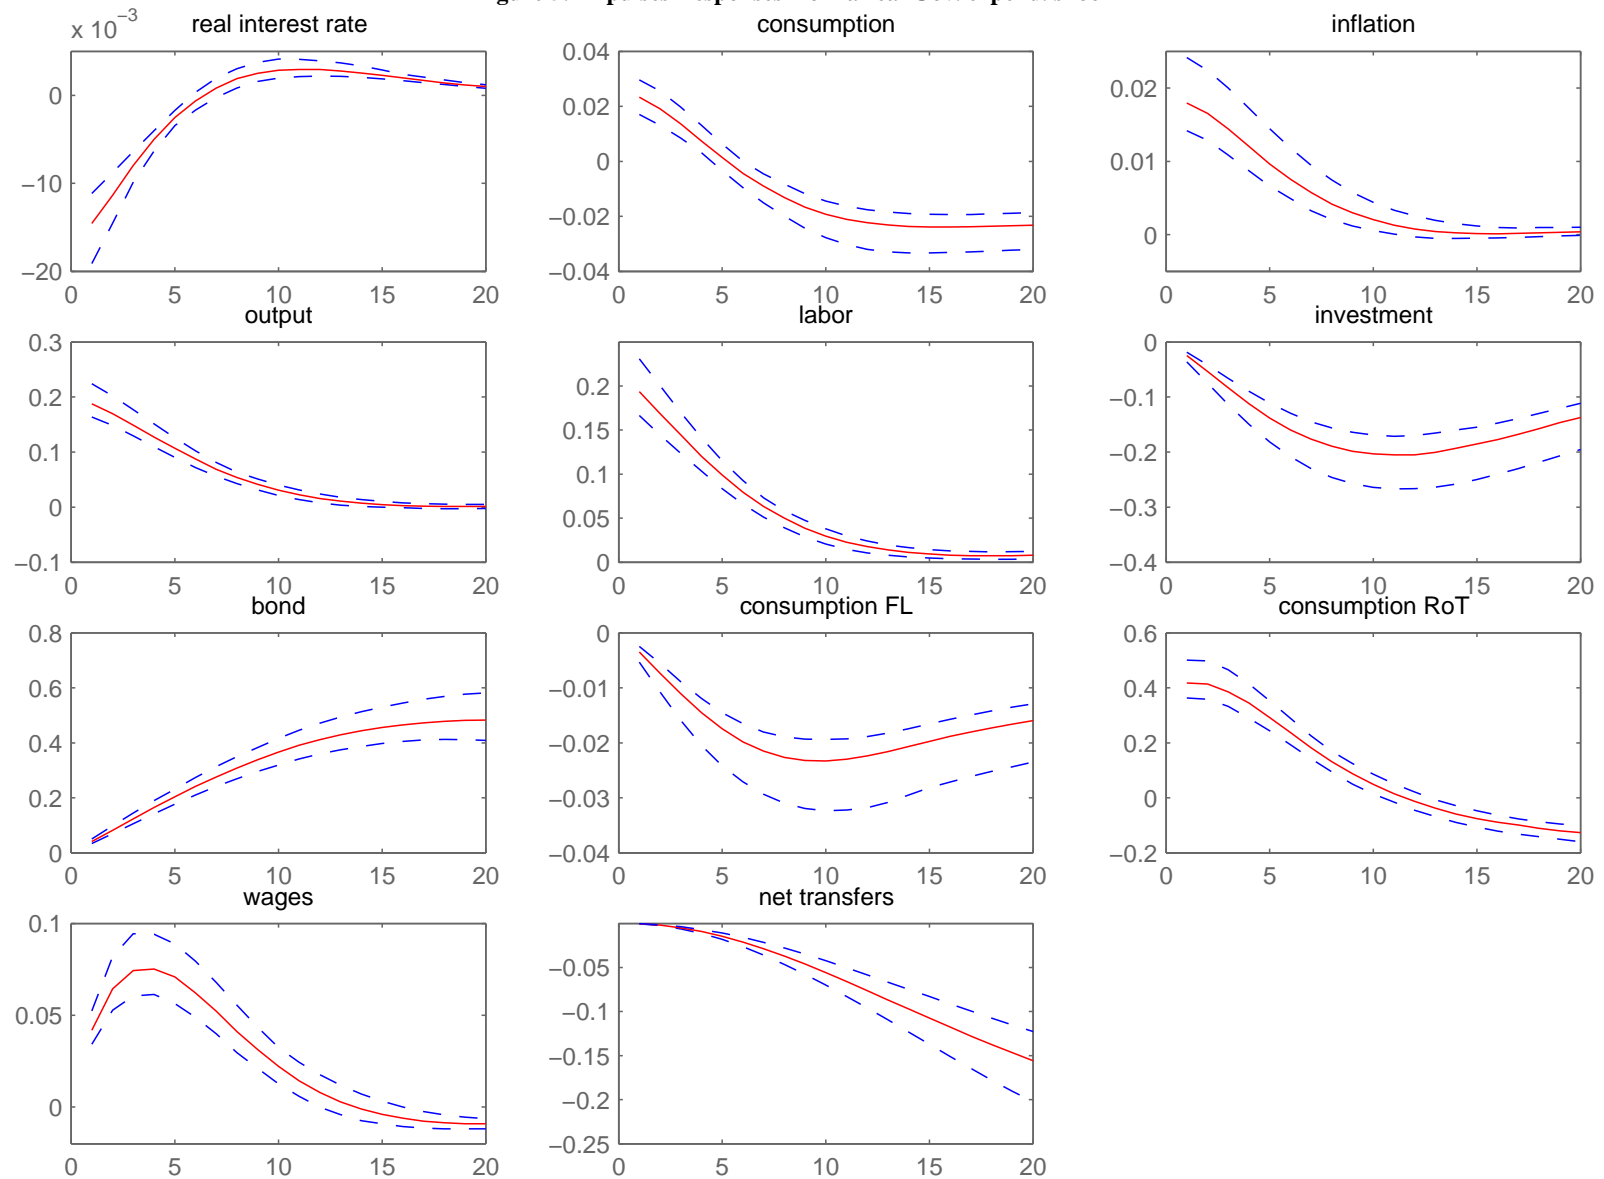 x 10⁻³
real interest rate
0
−10
−20
0 5 10 15 20
consumption
0.04
0.02
0
−0.02
−0.04
0 5 10 15 20
inflation
0.02
0.01
0
0 5 10 15 20
output
0.3
0.2
0.1
0
−0.1
0 5 10 15 20
labor
0.2
0.15
0.1
0.05
0
0 5 10 15 20
investment
0
−0.1
−0.2
−0.3
−0.4
0 5 10 15 20
bond
0.8
0.6
0.4
0.2
0
0 5 10 15 20
consumption FL
0
−0.01
−0.02
−0.03
−0.04
0 5 10 15 20
consumption RoT
0.6
0.4
0.2
0
−0.2
0 5 10 15 20
wages
0.1
0.05
0
0 5 10 15 20
net transfers
−0.05
−0.1
−0.15
−0.2
−0.25
0 5 10 15 20